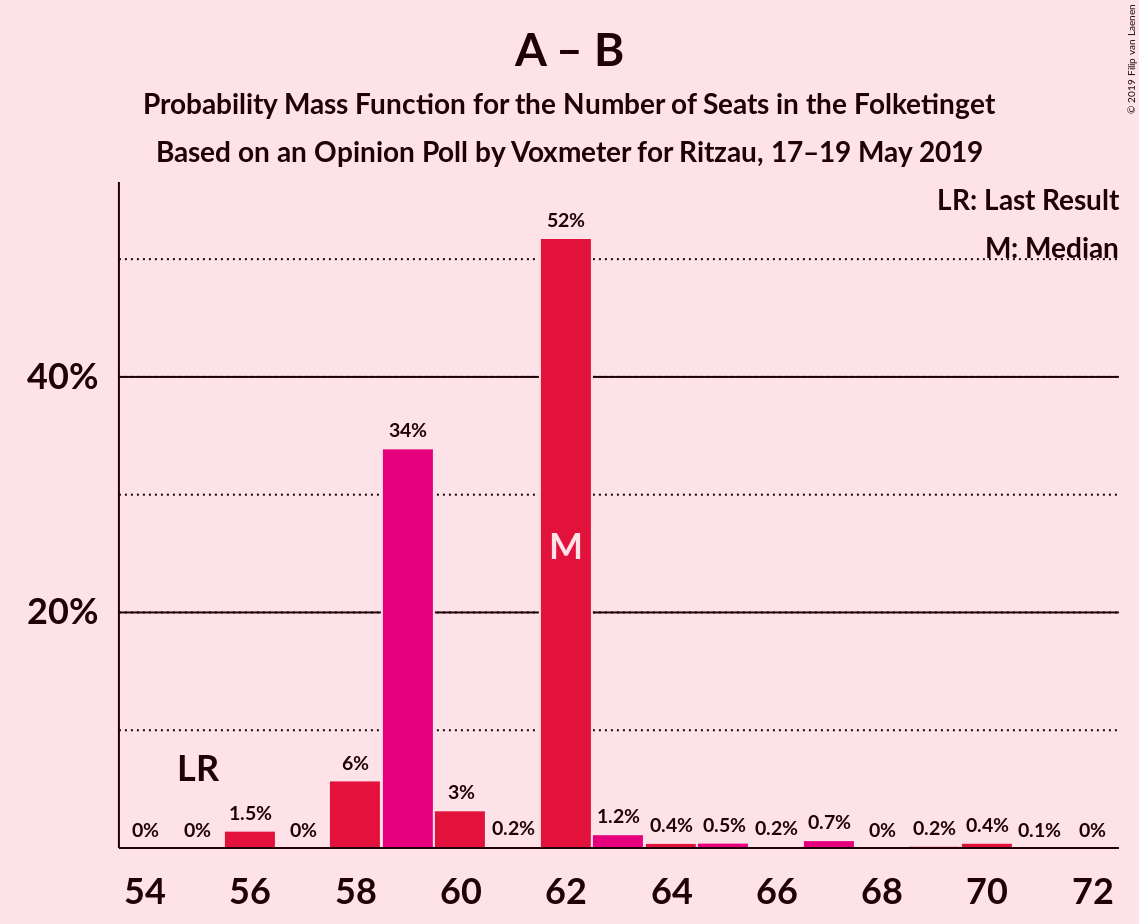 A – B
Probability Mass Function for the Number of Seats in the Folketinget
Based on an Opinion Poll by Voxmeter for Ritzau, 17–19 May 2019
© 2019 Filip van Laenen
LR: Last Result
M: Median
52%
40%
34%
M
20%
LR
0%
0%
1.5%
0%
6%
3%
0.2%
1.2%
0.4%
0.5%
0.2%
0.7%
0%
0.2%
0.4%
0.1%
0%
54 56 58 60 62 64 66 68 70 72